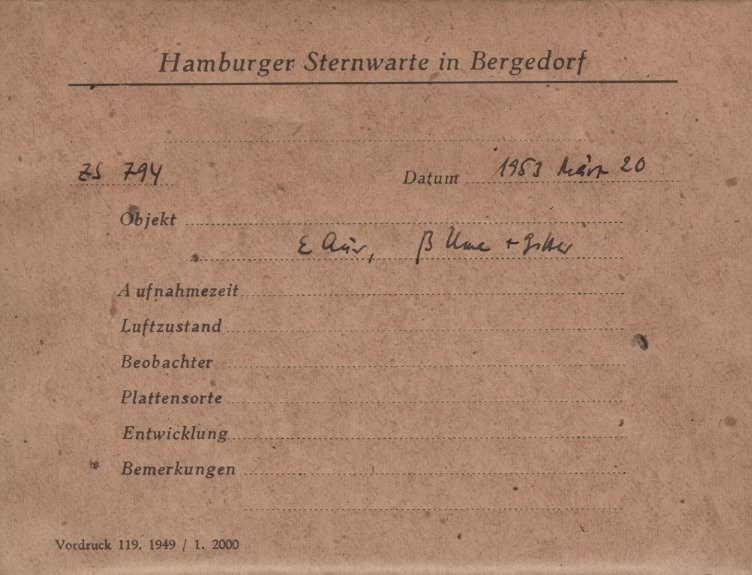 Hamburger Sternwarte in Bergedorf
ZS 794 Datum 1953 März 20
Objekt
ε Aur, β Uma + Gitter
Aufnahmezeit
Luftzustand
Beobachter
Plattensorte
Entwicklung
Bemerkungen
Vordruck 119. 1949 / 1. 2000